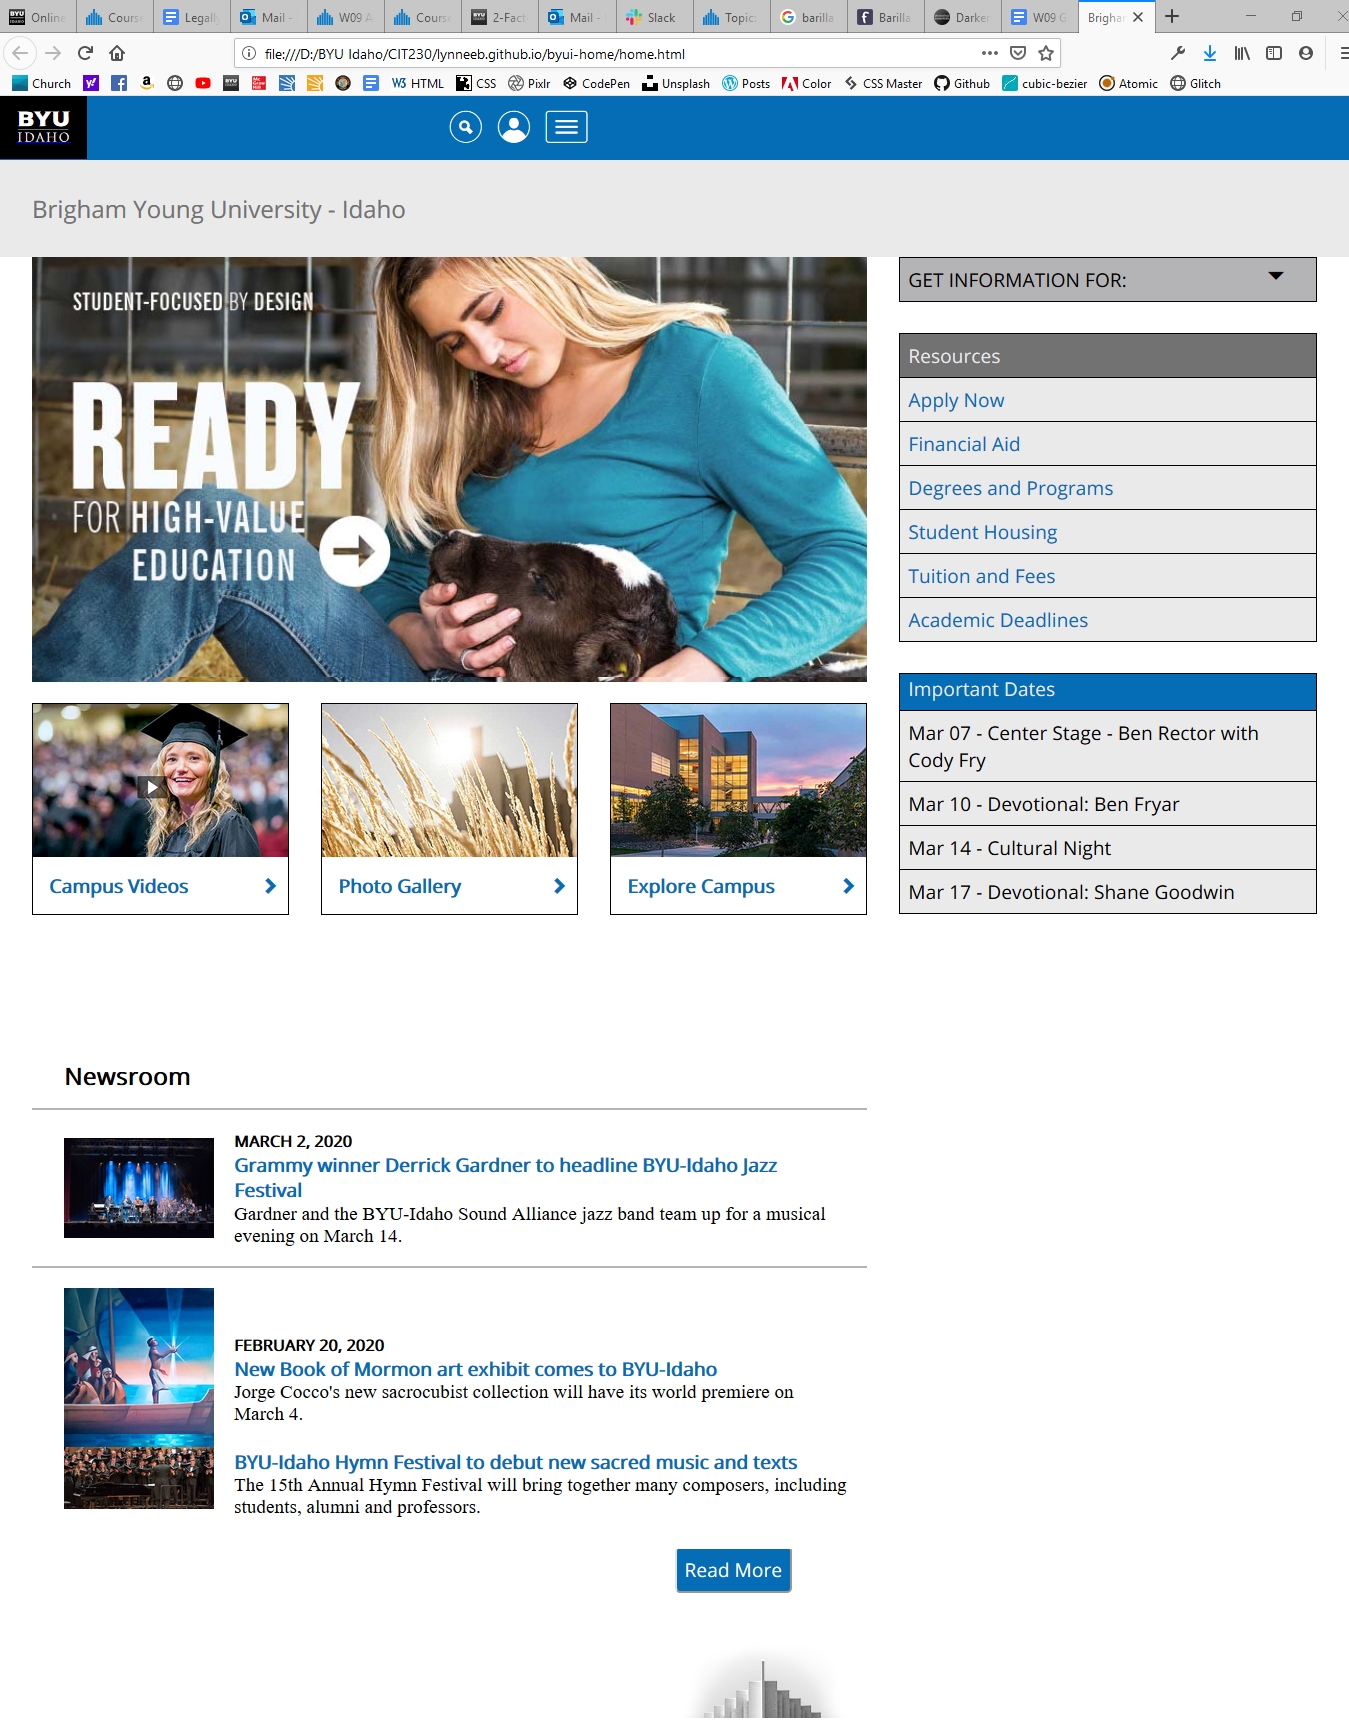 Online
Course
Legally
Mail -
W09 A
Course
2-Fact
Mail -
Slack
Topic:
barilla
Barilla
Darker
W09 G
Brigha
file:///D:/BYU Idaho/CIT230/lynneeb.github.io/byui-home/home.html
Church
W3 HTML
CSS
Pixlr
CodePen
Unsplash
Posts
Color
CSS Master
Github
cubic-bezier
Atomic
Glitch
BYU
IDAHO
Brigham Young University - Idaho
STUDENT-FOCUSED BY DESIGN
READY
FOR HIGH-VALUE
EDUCATION
GET INFORMATION FOR:
Resources
Apply Now
Financial Aid
Degrees and Programs
Student Housing
Tuition and Fees
Academic Deadlines
Important Dates
Mar 07 - Center Stage - Ben Rector with
Cody Fry
Mar 10 - Devotional: Ben Fryar
Mar 14 - Cultural Night
Mar 17 - Devotional: Shane Goodwin
Campus Videos
Photo Gallery
Explore Campus
Newsroom
MARCH 2, 2020
Grammy winner Derrick Gardner to headline BYU-Idaho Jazz
Festival
Gardner and the BYU-Idaho Sound Alliance jazz band team up for a musical
evening on March 14.
FEBRUARY 20, 2020
New Book of Mormon art exhibit comes to BYU-Idaho
Jorge Cocco's new sacrocubist collection will have its world premiere on
March 4.
BYU-Idaho Hymn Festival to debut new sacred music and texts
The 15th Annual Hymn Festival will bring together many composers, including
students, alumni and professors.
Read More